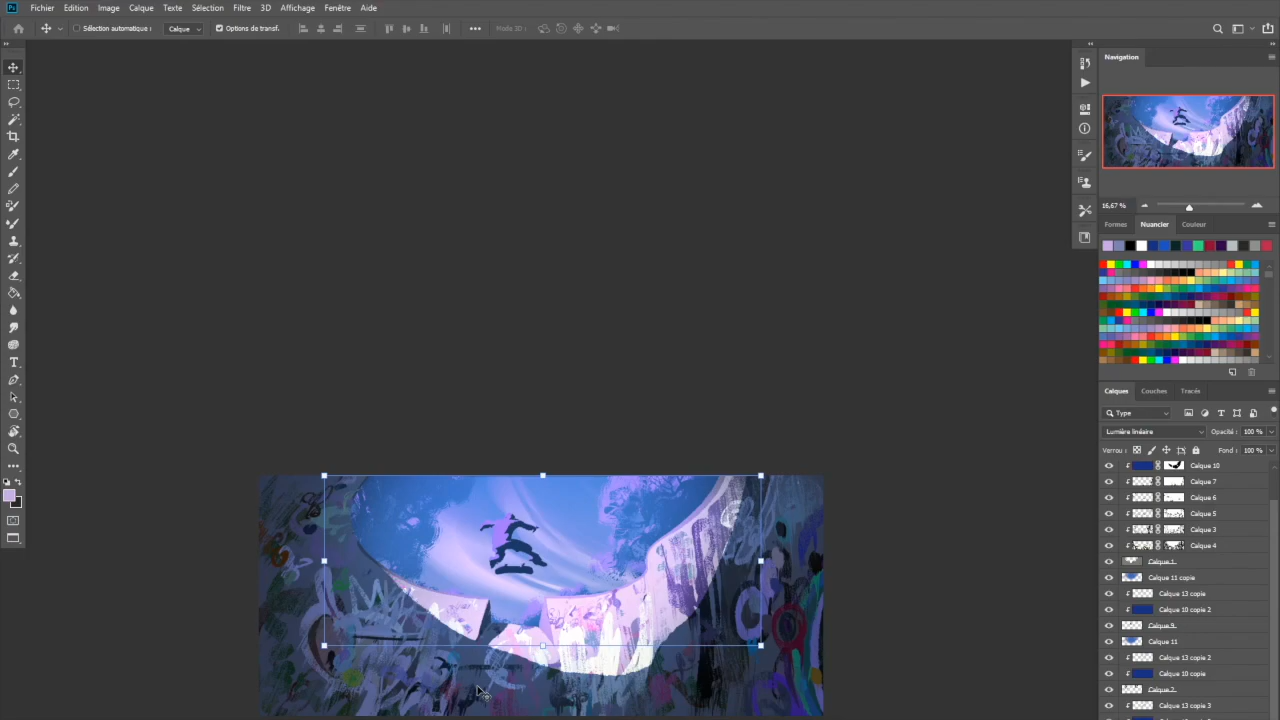 Ps Fichier Edition Image Calque Texte Sélection Filtre 3D Affichage Fenêtre Aide
Sélection automatique : Calque Options de transf. Mode 3D :
Navigation
16,67 %
Formes Nuancier Couleur
Calques Couches Tracés
Type
Lumière linéaire Opacité : 100 %
Verrou : Fond : 100 %
Calque 10
Calque 7
Calque 6
Calque 5
Calque 3
Calque 4
Calque 1
Calque 11 copie
Calque 13 copie
Calque 10 copie 2
Calque 9
Calque 11
Calque 13 copie 2
Calque 10 copie
Calque 2
Calque 13 copie 3